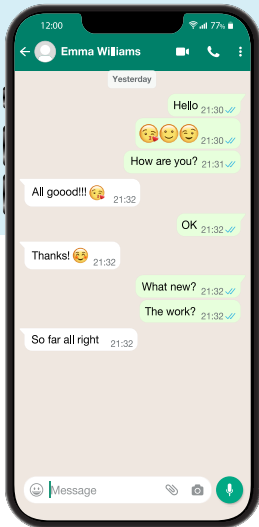 12:00 77%
Emma Williams
Yesterday
Hello 21:30
😘🙂😉 21:30
How are you? 21:31
All goood!!! 😘 21:32
OK 21:32
Thanks! 😊 21:32
What new? 21:32
The work? 21:32
So far all right 21:32
Message